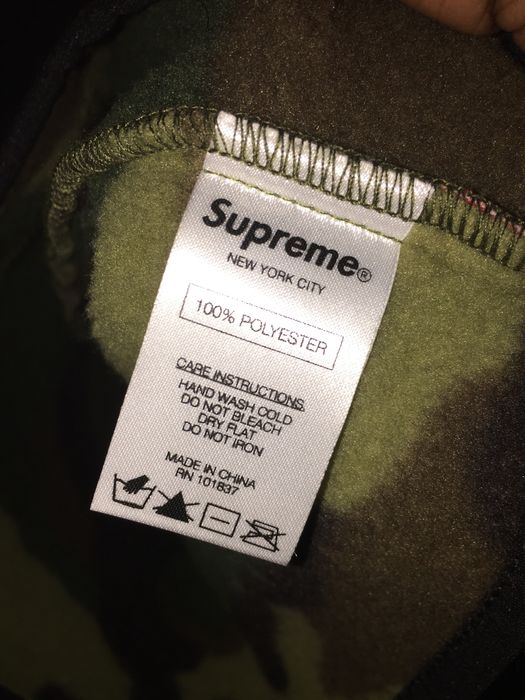 Supreme®
NEW YORK CITY
100% POLYESTER
CARE INSTRUCTIONS
HAND WASH COLD
DO NOT BLEACH
DRY FLAT
DO NOT IRON
MADE IN CHINA
RN 101837